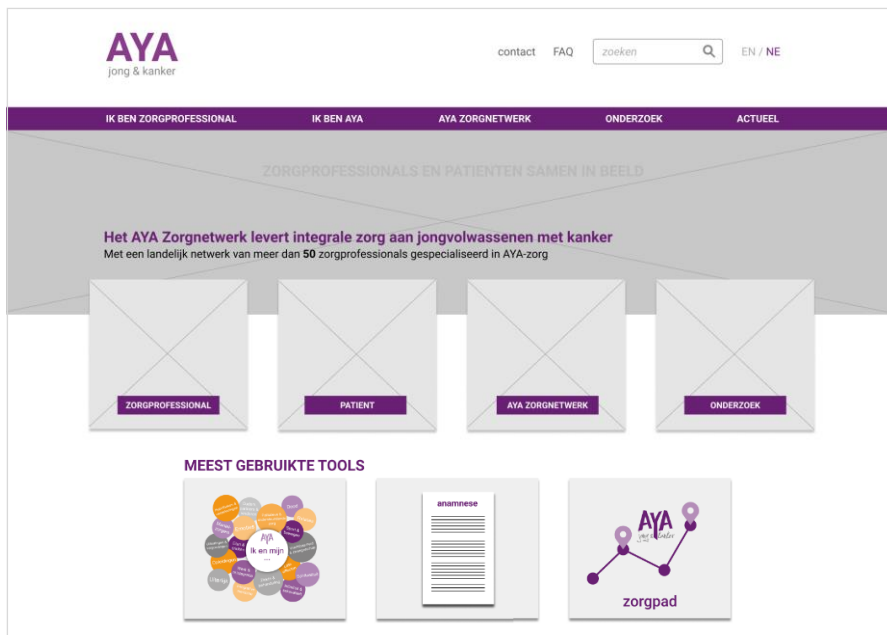 AYA
jong & kanker
contact FAQ zoeken EN / NE
IK BEN ZORGPROFESSIONAL IK BEN AYA AYA ZORGNETWERK ONDERZOEK ACTUEEL
ZORGPROFESSIONALS EN PATIENTEN SAMEN IN BEELD
Het AYA Zorgnetwerk levert integrale zorg aan jongvolwassenen met kanker
Met een landelijk netwerk van meer dan 50 zorgprofessionals gespecialiseerd in AYA-zorg
ZORGPROFESSIONAL PATIENT AYA ZORGNETWERK ONDERZOEK
MEEST GEBRUIKTE TOOLS
AYA
Ik en mijn
...
anamnese
AYA
zorgpad